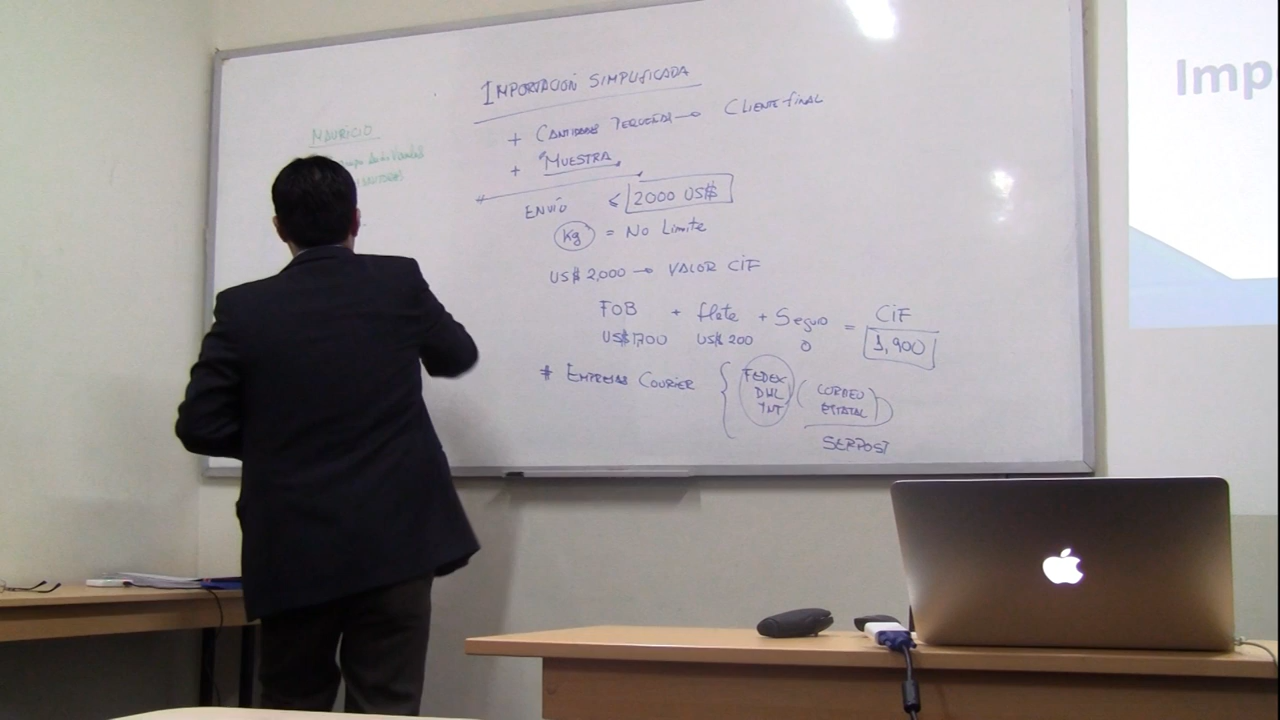 IMPORTACION SIMPLIFICADA
+ CANTIDADES PEQUEÑAS → CLIENTE FINAL
+ "MUESTRA"
ENVÍO ≤ 2000 US$
Kg = No Limite
US$ 2,000 → VALOR CIF
FOB + flete + Seguro = CIF
US$ 1,700 US$ 200 0 1,900
* EMPRESAS COURIER { FEDEX DHL TNT ( CORREO ESTATAL )
SERPOST
MAURICIO
Imp